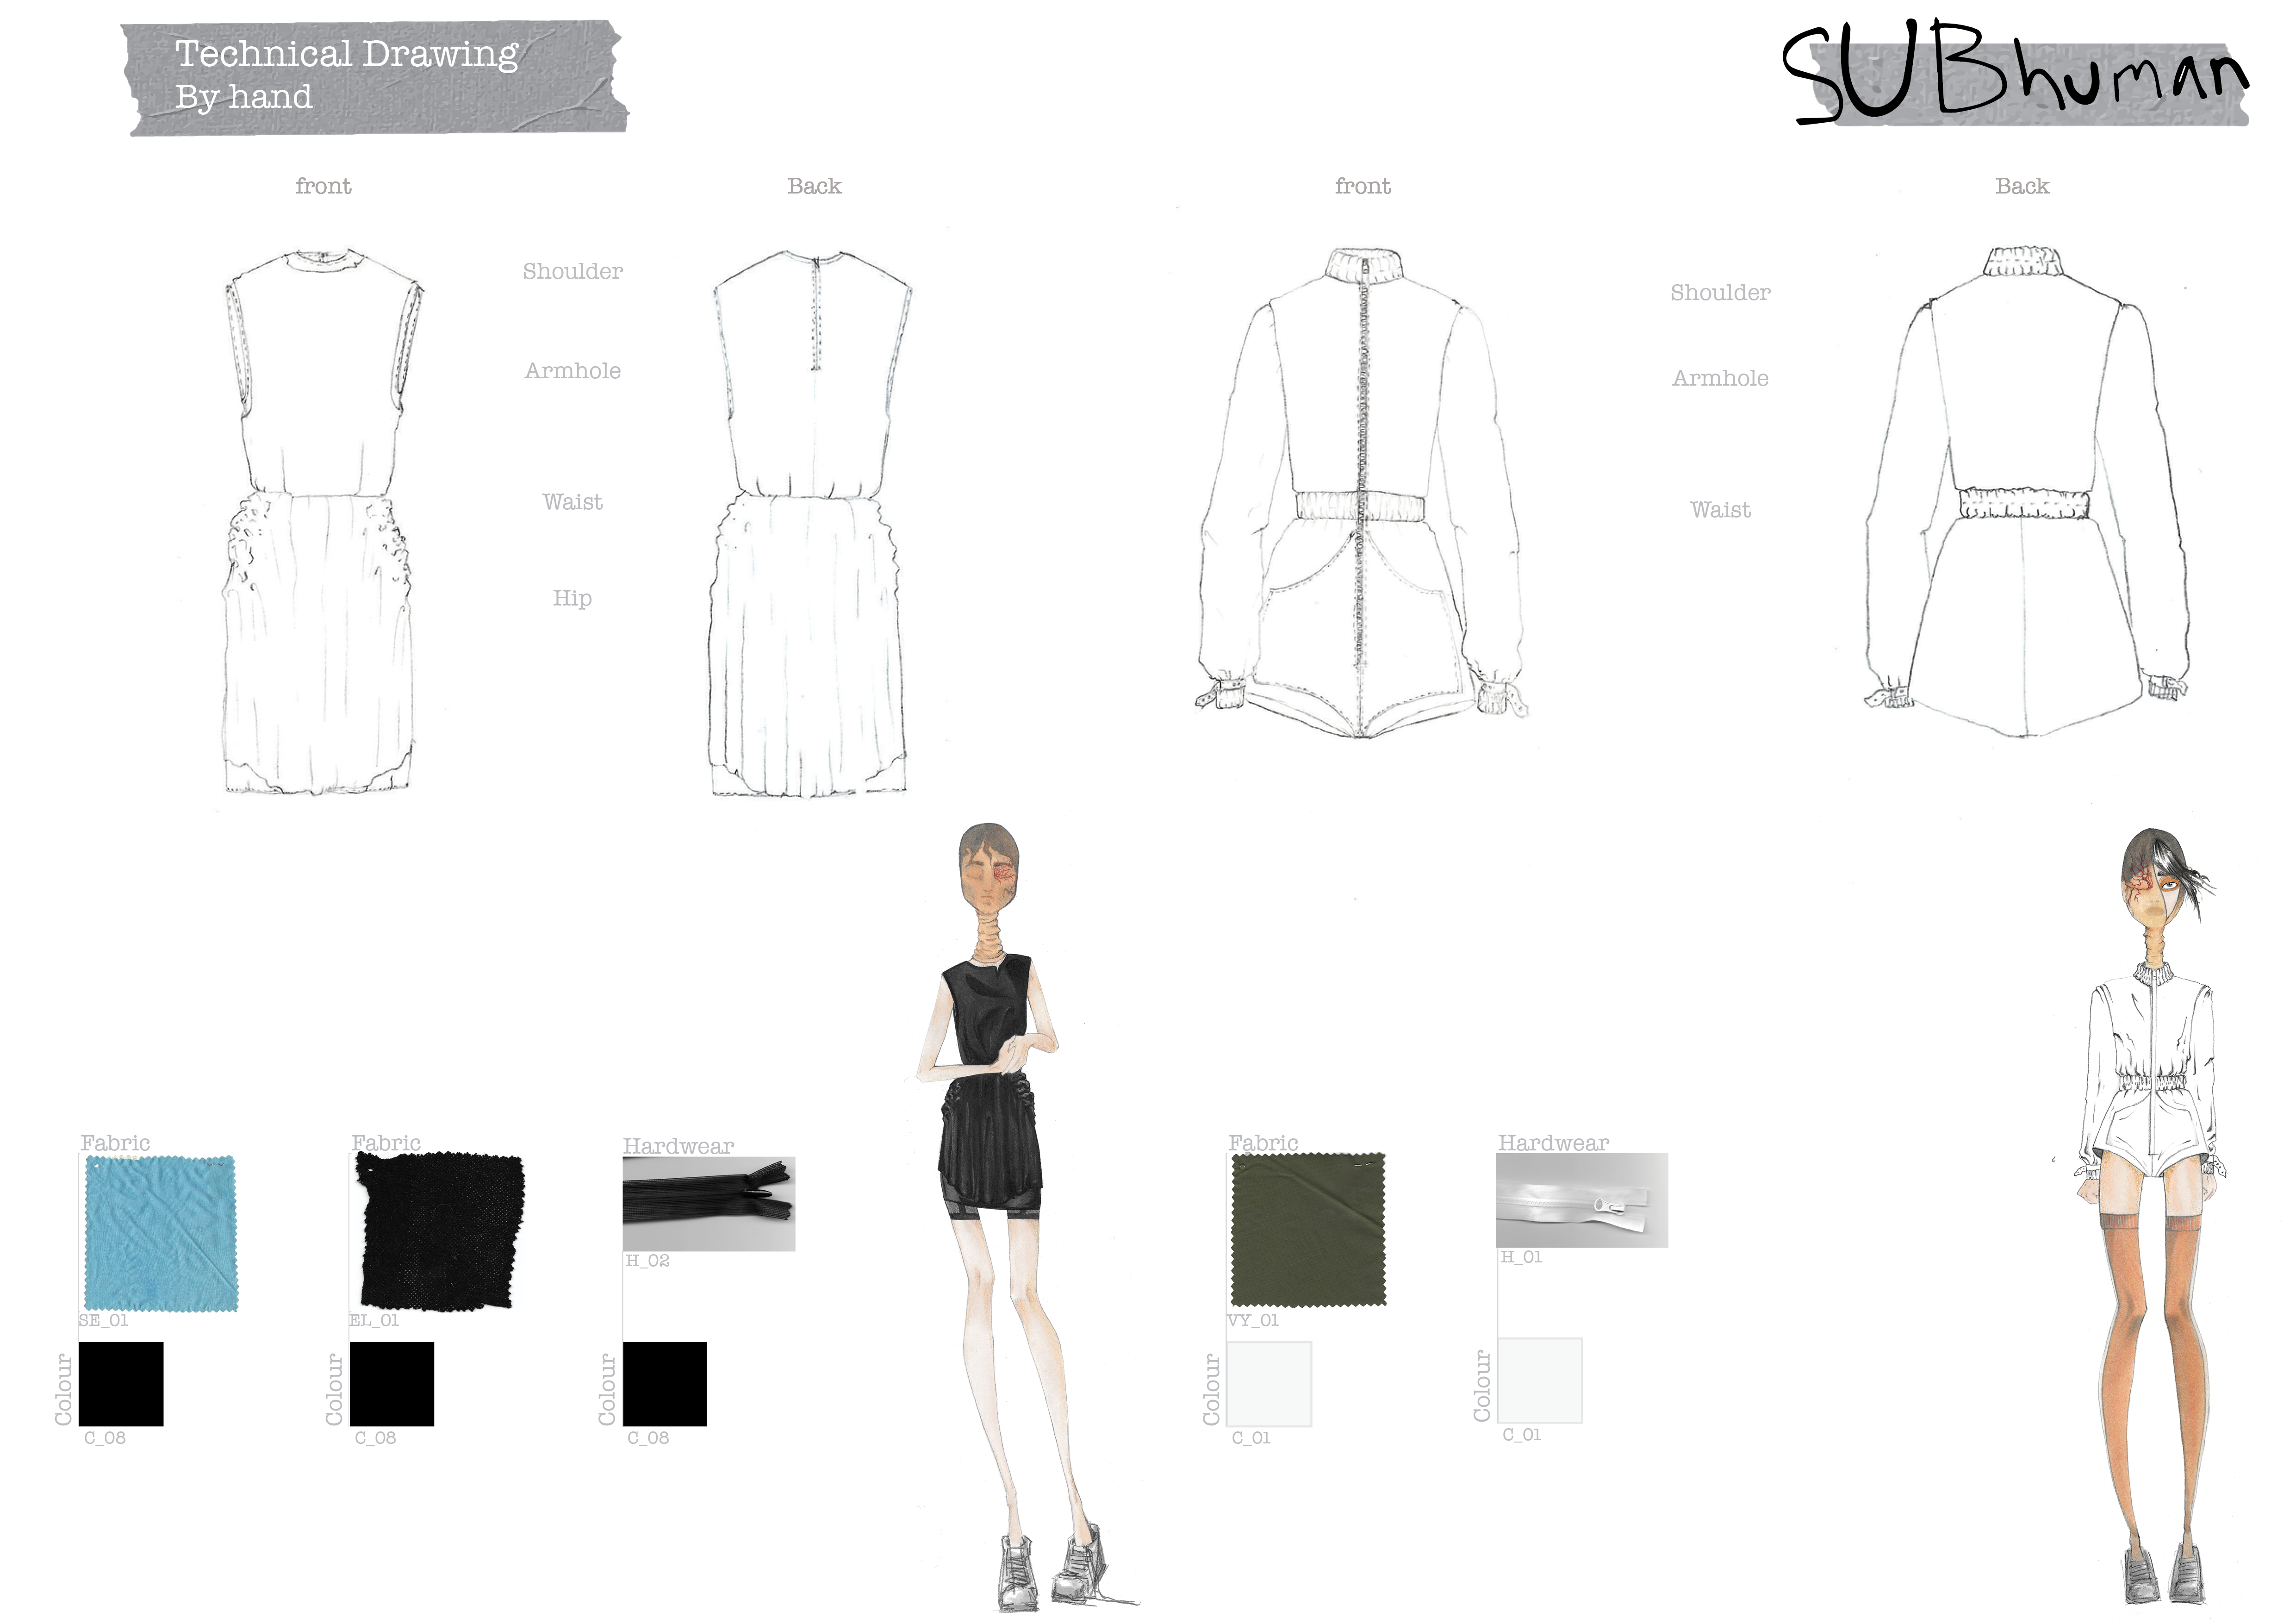 Technical Drawing
By hand
SUBhuman
front
Back
front
Back
Shoulder
Armhole
Waist
Hip
Shoulder
Armhole
Waist
Fabric
SE_01
Colour
C_08
Fabric
EL_01
Colour
C_08
Hardwear
H_02
Colour
C_08
Fabric
VY_01
Colour
C_01
Hardwear
H_01
Colour
C_01